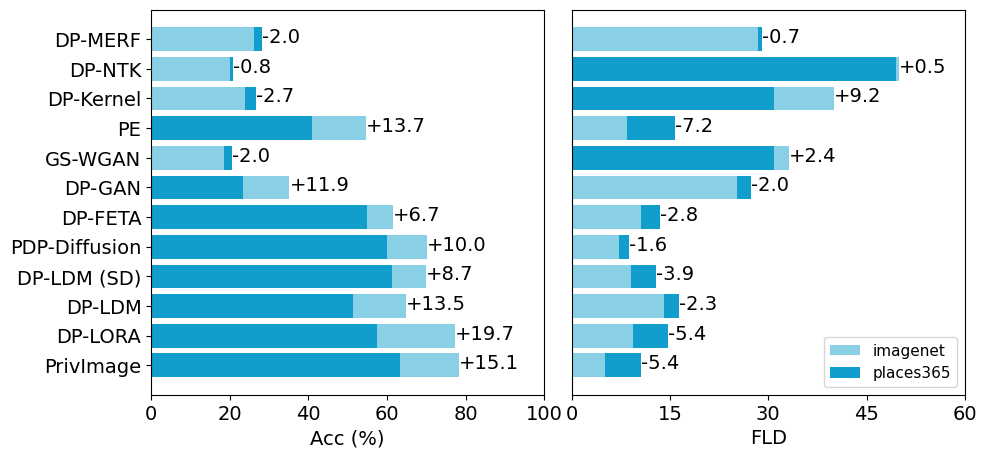 DP-MERF -2.0 -0.7
DP-NTK -0.8 +0.5
DP-Kernel -2.7 +9.2
PE +13.7 -7.2
GS-WGAN -2.0 +2.4
DP-GAN +11.9 -2.0
DP-FETA +6.7 -2.8
PDP-Diffusion +10.0 -1.6
DP-LDM (SD) +8.7 -3.9
DP-LDM +13.5 -2.3
DP-LORA +19.7 -5.4
PrivImage +15.1 -5.4
imagenet
places365
0 20 40 60 80 100 0 15 30 45 60
Acc (%) FLD